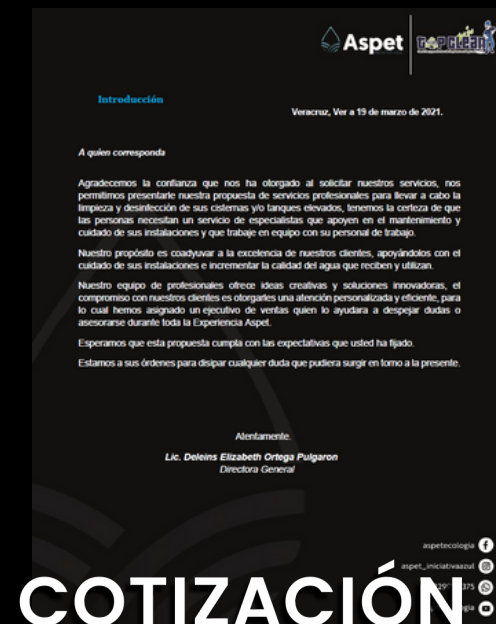 Aspet
TOPCLEAN
Introducción
Veracruz, Ver a 19 de marzo de 2021.
A quien corresponda
Agradecemos la confianza que nos ha otorgado al solicitar nuestros servicios, nos
permitimos presentarle nuestra propuesta de servicios profesionales para llevar a cabo la
limpieza y desinfección de sus cisternas y/o tanques elevados, tenemos la certeza de que
las personas necesitan un servicio de especialistas que apoyen en el mantenimiento y
cuidado de sus instalaciones y que trabaje en equipo con su personal de trabajo.
Nuestro propósito es coadyuvar a la excelencia de nuestros clientes, apoyándolos con el
cuidado de sus instalaciones e incrementar la calidad del agua que reciben y utilizan.
Nuestro equipo de profesionales ofrece ideas creativas y soluciones innovadoras, el
compromiso con nuestros clientes es otorgarles una atención personalizada y eficiente, para
lo cual hemos asignado un ejecutivo de ventas quien lo ayudara a despejar dudas o
asesorarse durante toda la Experiencia Aspet.
Esperamos que esta propuesta cumpla con las expectativas que usted ha fijado.
Estamos a sus órdenes para disipar cualquier duda que pudiera surgir en torno a la presente.
Atentamente.
Lic. Deleins Elizabeth Ortega Pulgaron
Directora General
aspetecologia
aspet_iniciativaazul
COTIZACIÓN